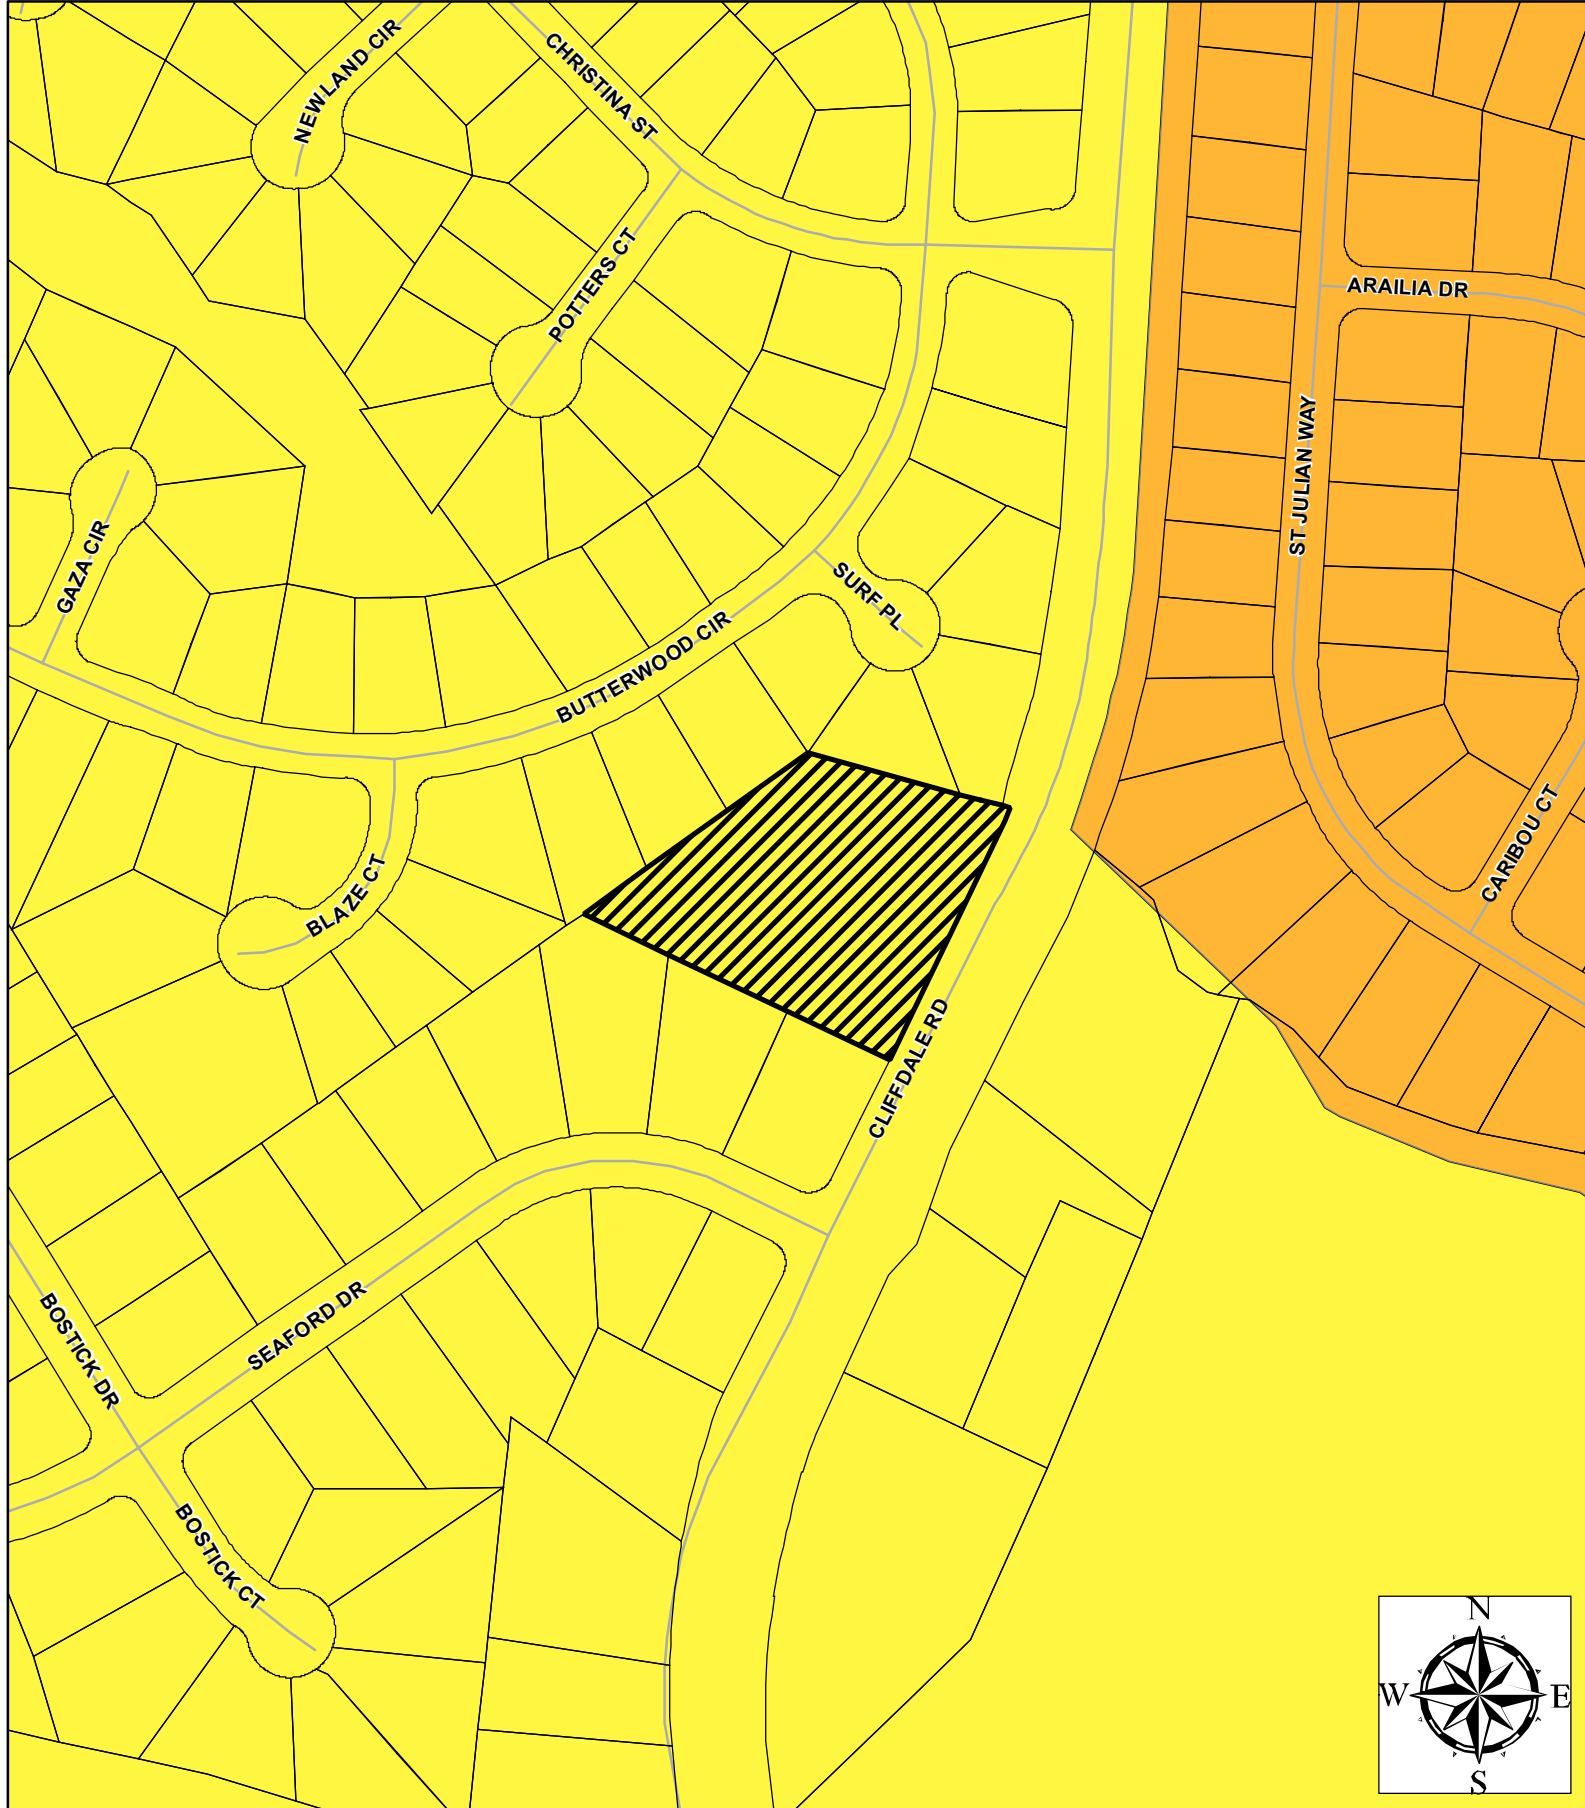 NEWLAND CIR
CHRISTINA ST
POTTERS CT
ARAILIA DR
ST JULIAN WAY
GAZA CIR
SURF PL
BUTTERWOOD CIR
CARIBOU CT
BLAZE CT
CLIFFDALE RD
SEAFORD DR
BOSTICK DR
BOSTICK CT
N
W E
S